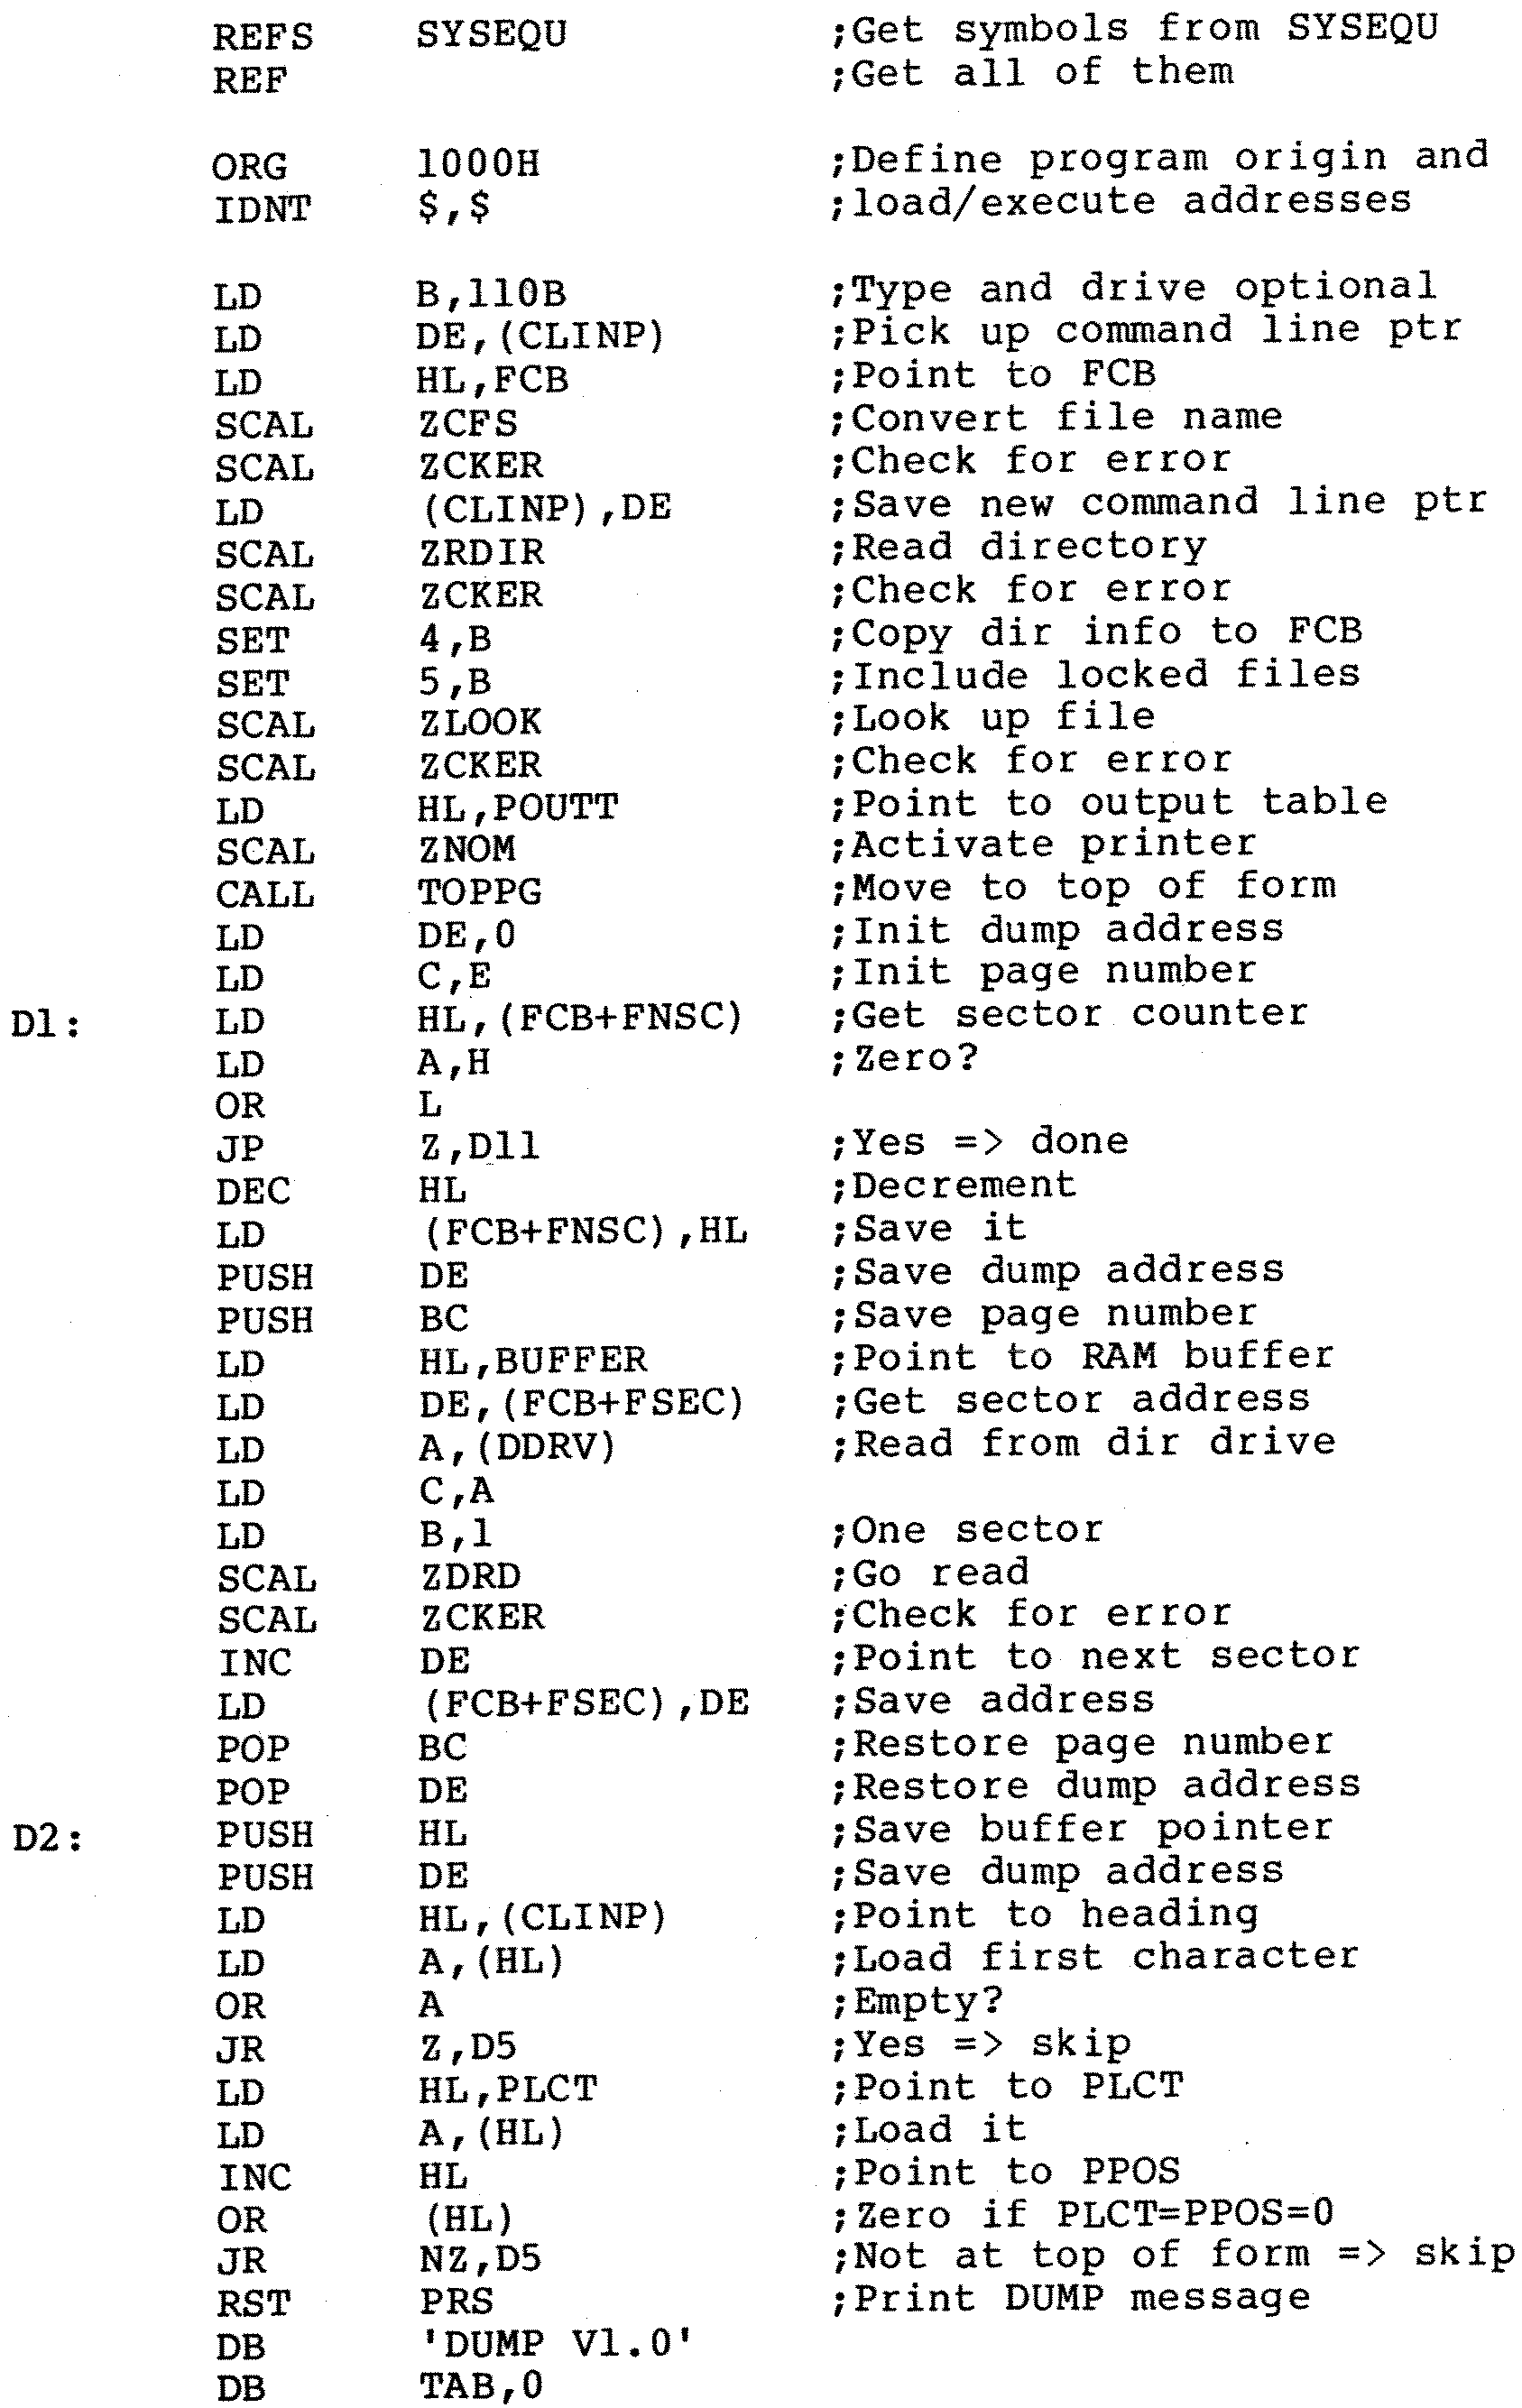 REFS SYSEQU ;Get symbols from SYSEQU
REF ;Get all of them
ORG 1000H ;Define program origin and
IDNT $,$ ;load/execute addresses
LD B,110B ;Type and drive optional
LD DE,(CLINP) ;Pick up command line ptr
LD HL,FCB ;Point to FCB
SCAL ZCFS ;Convert file name
SCAL ZCKER ;Check for error
LD (CLINP),DE ;Save new command line ptr
SCAL ZRDIR ;Read directory
SCAL ZCKER ;Check for error
SET 4,B ;Copy dir info to FCB
SET 5,B ;Include locked files
SCAL ZLOOK ;Look up file
SCAL ZCKER ;Check for error
LD HL,POUTT ;Point to output table
SCAL ZNOM ;Activate printer
CALL TOPPG ;Move to top of form
LD DE,0 ;Init dump address
LD C,E ;Init page number
D1: LD HL,(FCB+FNSC) ;Get sector counter
LD A,H ;Zero?
OR L
JP Z,D11 ;Yes => done
DEC HL ;Decrement
LD (FCB+FNSC),HL ;Save it
PUSH DE ;Save dump address
PUSH BC ;Save page number
LD HL,BUFFER ;Point to RAM buffer
LD DE,(FCB+FSEC) ;Get sector address
LD A,(DDRV) ;Read from dir drive
LD C,A
LD B,1 ;One sector
SCAL ZDRD ;Go read
SCAL ZCKER ;Check for error
INC DE ;Point to next sector
LD (FCB+FSEC),DE ;Save address
POP BC ;Restore page number
POP DE ;Restore dump address
D2: PUSH HL ;Save buffer pointer
PUSH DE ;Save dump address
LD HL,(CLINP) ;Point to heading
LD A,(HL) ;Load first character
OR A ;Empty?
JR Z,D5 ;Yes => skip
LD HL,PLCT ;Point to PLCT
LD A,(HL) ;Load it
INC HL ;Point to PPOS
OR (HL) ;Zero if PLCT=PPOS=0
JR NZ,D5 ;Not at top of form => skip
RST PRS ;Print DUMP message
DB 'DUMP V1.0'
DB TAB,0